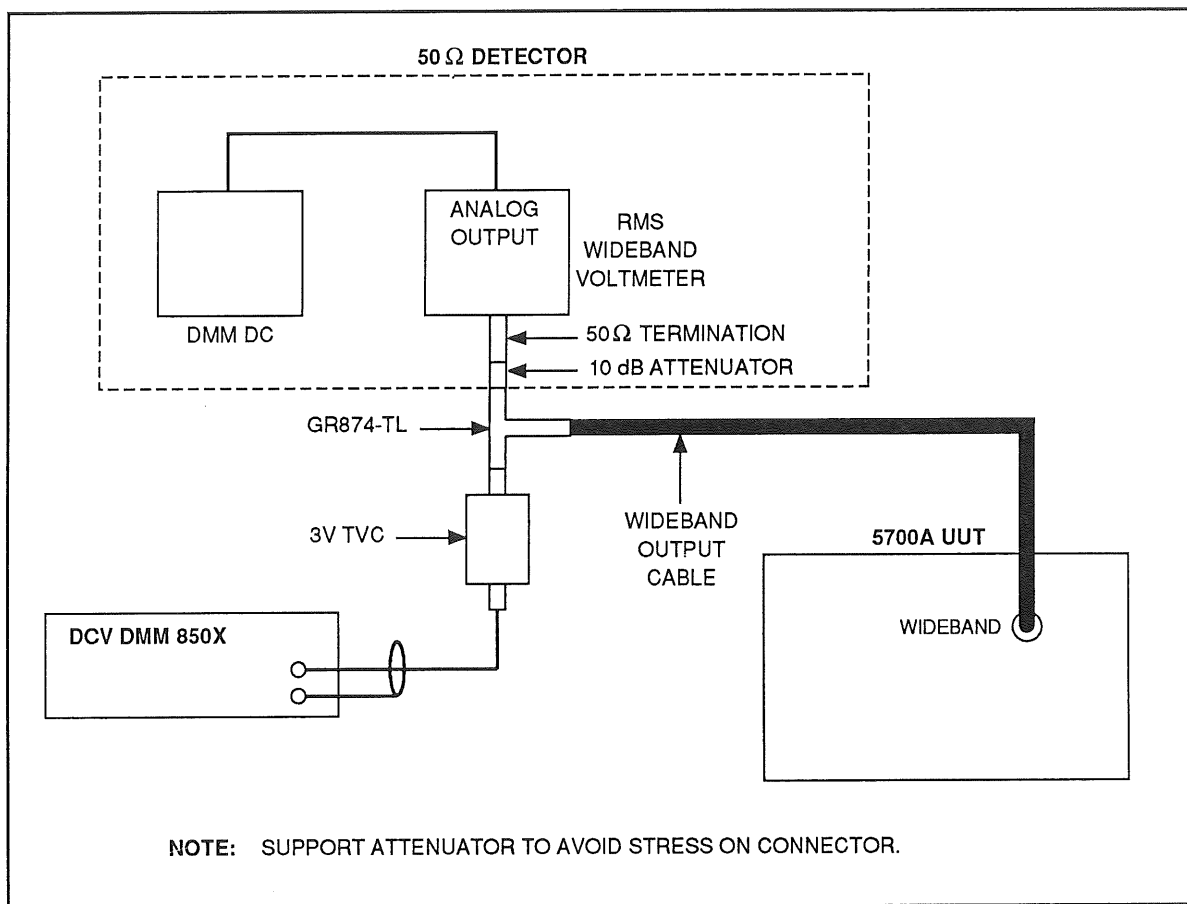 50 Ω DETECTOR
ANALOG
OUTPUT
RMS
WIDEBAND
VOLTMETER
DMM DC
50 Ω TERMINATION
10 dB ATTENUATOR
GR874-TL
3V TVC
WIDEBAND
OUTPUT
CABLE
5700A UUT
WIDEBAND
DCV DMM 850X
NOTE: SUPPORT ATTENUATOR TO AVOID STRESS ON CONNECTOR.